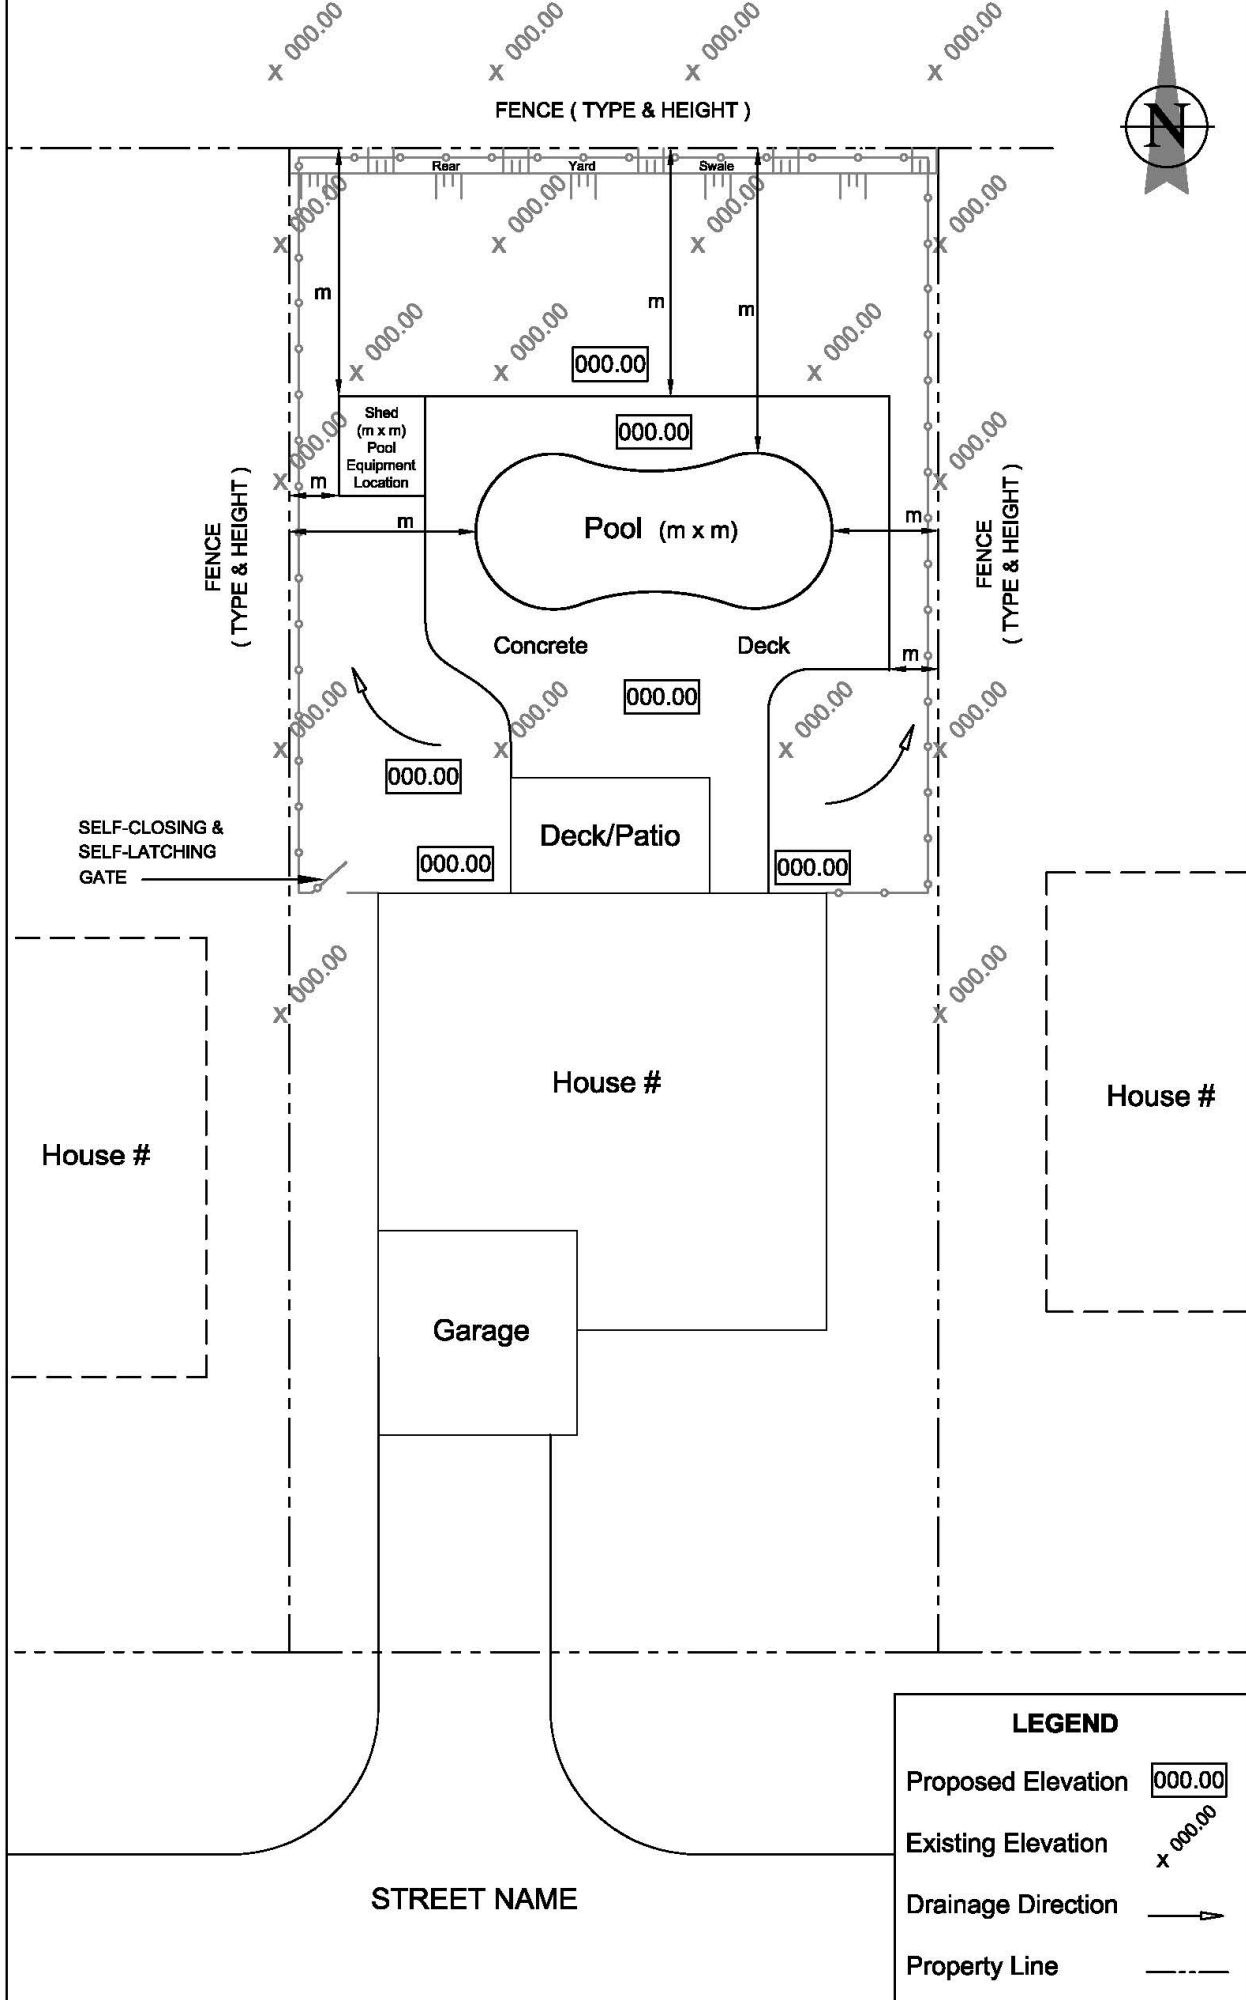 x 000.00 x 000.00 x 000.00 x 000.00
FENCE ( TYPE & HEIGHT )
N
Rear Yard Swale
x 000.00 x 000.00 x 000.00 x 000.00
m m m
x 000.00 x 000.00 x 000.00
000.00
Shed
(m x m)
Pool
Equipment
Location
000.00
x 000.00 x 000.00
m
m
m
Pool (m x m)
FENCE
( TYPE & HEIGHT )
FENCE
( TYPE & HEIGHT )
Concrete Deck
m
000.00
x 000.00 x 000.00 x 000.00 x 000.00
000.00
SELF-CLOSING &
SELF-LATCHING
GATE
Deck/Patio
000.00
000.00
x 000.00 x 000.00
House #
House #
House #
Garage
STREET NAME
LEGEND
Proposed Elevation 000.00
Existing Elevation x 000.00
Drainage Direction
Property Line